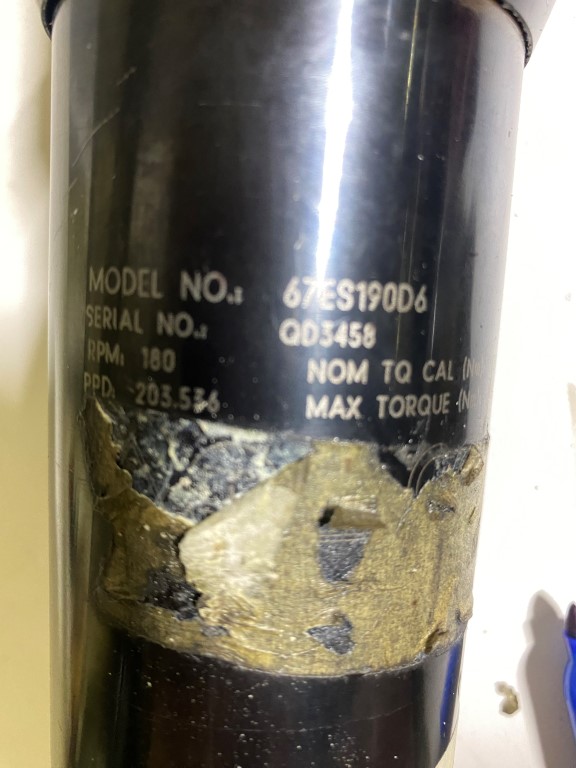 MODEL NO.: 67ES190D6
SERIAL NO.: QD3458
RPM: 180 NOM TQ CAL
PPD: 203.536 MAX TORQUE